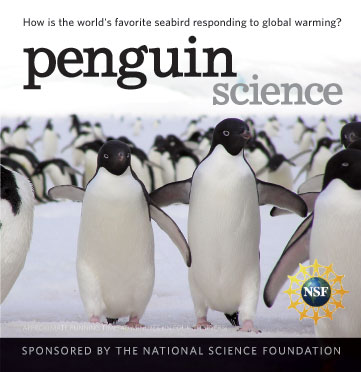 How is the world's favorite seabird responding to global warming?
penguin
science
NSF
SPONSORED BY THE NATIONAL SCIENCE FOUNDATION